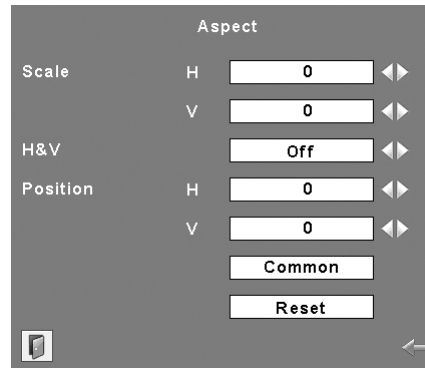 Aspect
Scale H 0
V 0
H&V Off
Position H 0
V 0
Common
Reset